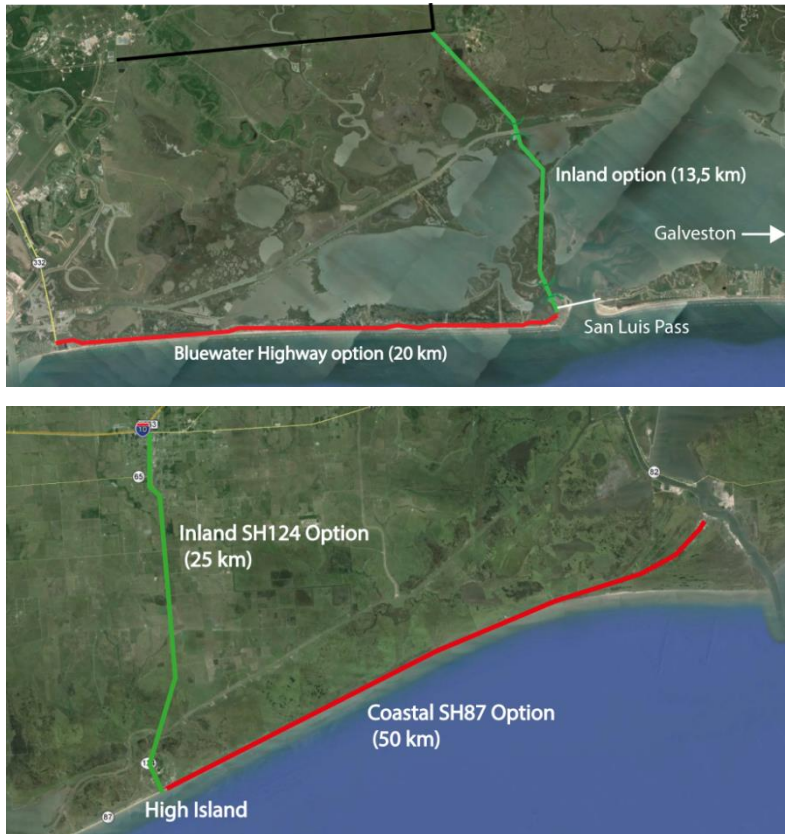 Inland option (13,5 km)
Galveston
332
San Luis Pass
Bluewater Highway option (20 km)
10
65
82
Inland SH124 Option
(25 km)
Coastal SH87 Option
(50 km)
High Island
87